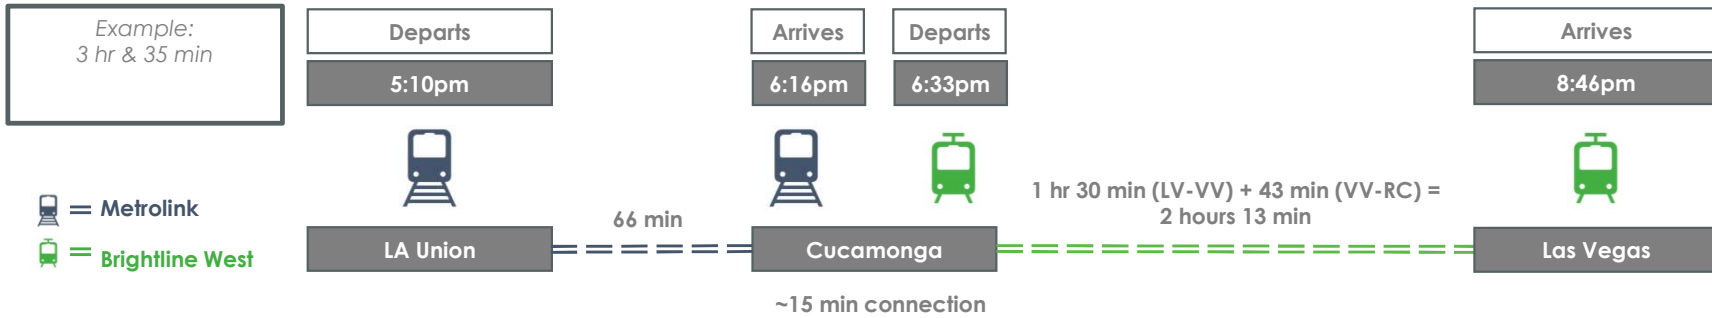 Example:
3 hr & 35 min
Departs
5:10pm
Arrives
6:16pm
Departs
6:33pm
Arrives
8:46pm
= Metrolink
= Brightline West
66 min
1 hr 30 min (LV-VV) + 43 min (VV-RC) =
2 hours 13 min
LA Union
Cucamonga
Las Vegas
~15 min connection